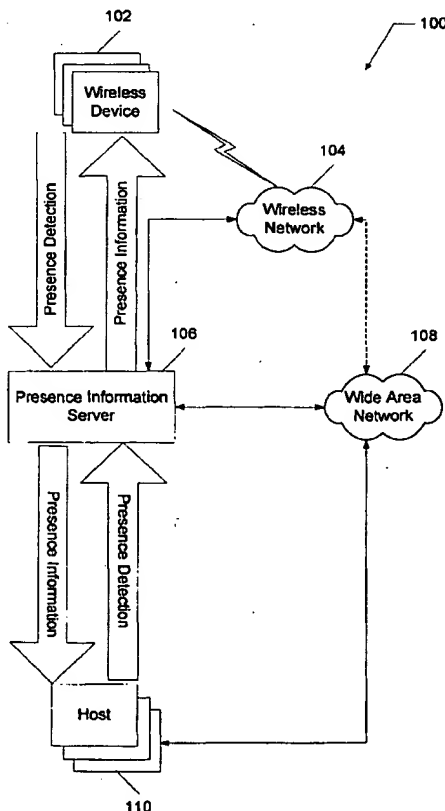 102
100
Wireless
Device
104
Wireless
Network
Presence Detection
Presence Information
106
108
Presence Information
Server
Wide Area
Network
Presence Information
Presence Detection
Host
110